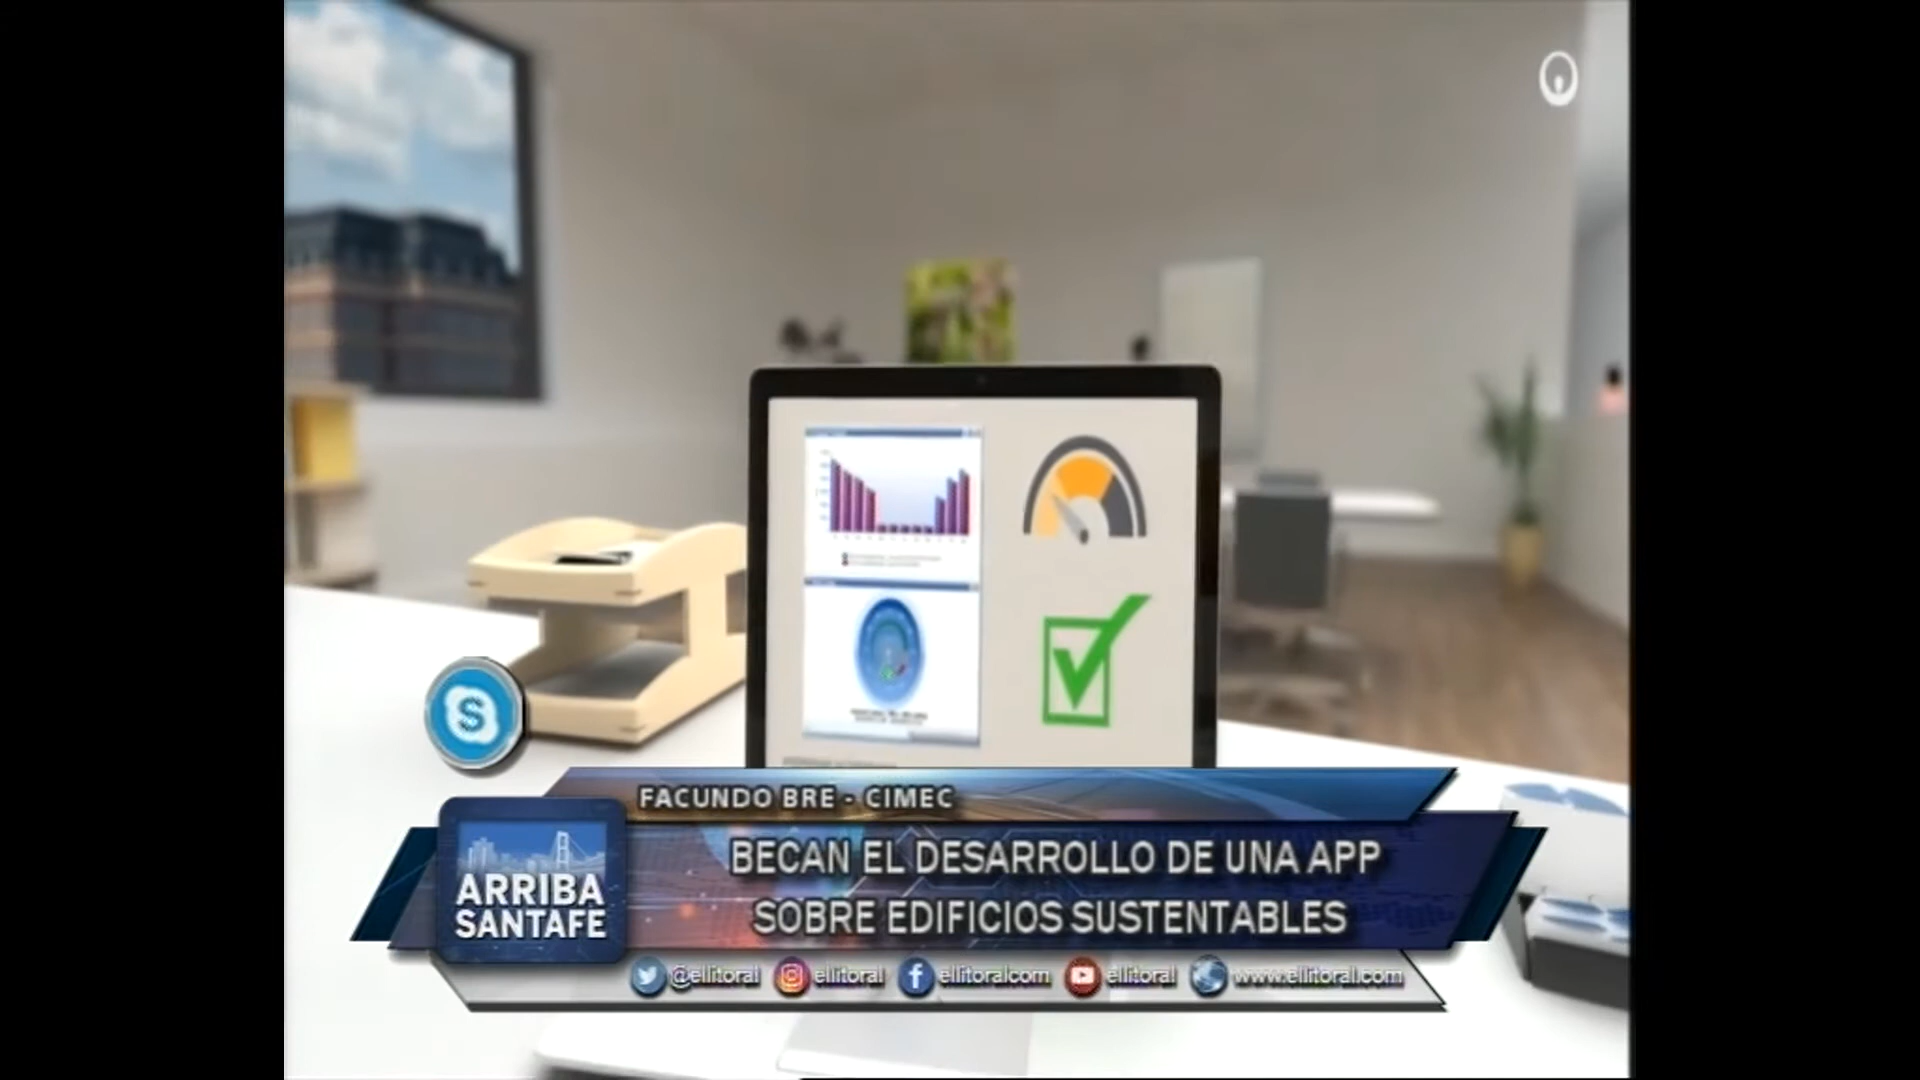 FACUNDO BRE - CIMEC
BECAN EL DESARROLLO DE UNA APP
SOBRE EDIFICIOS SUSTENTABLES
ARRIBA
SANTAFE
@ellitoral ellitoral ellitoralcom ellitoral www.ellitoral.com